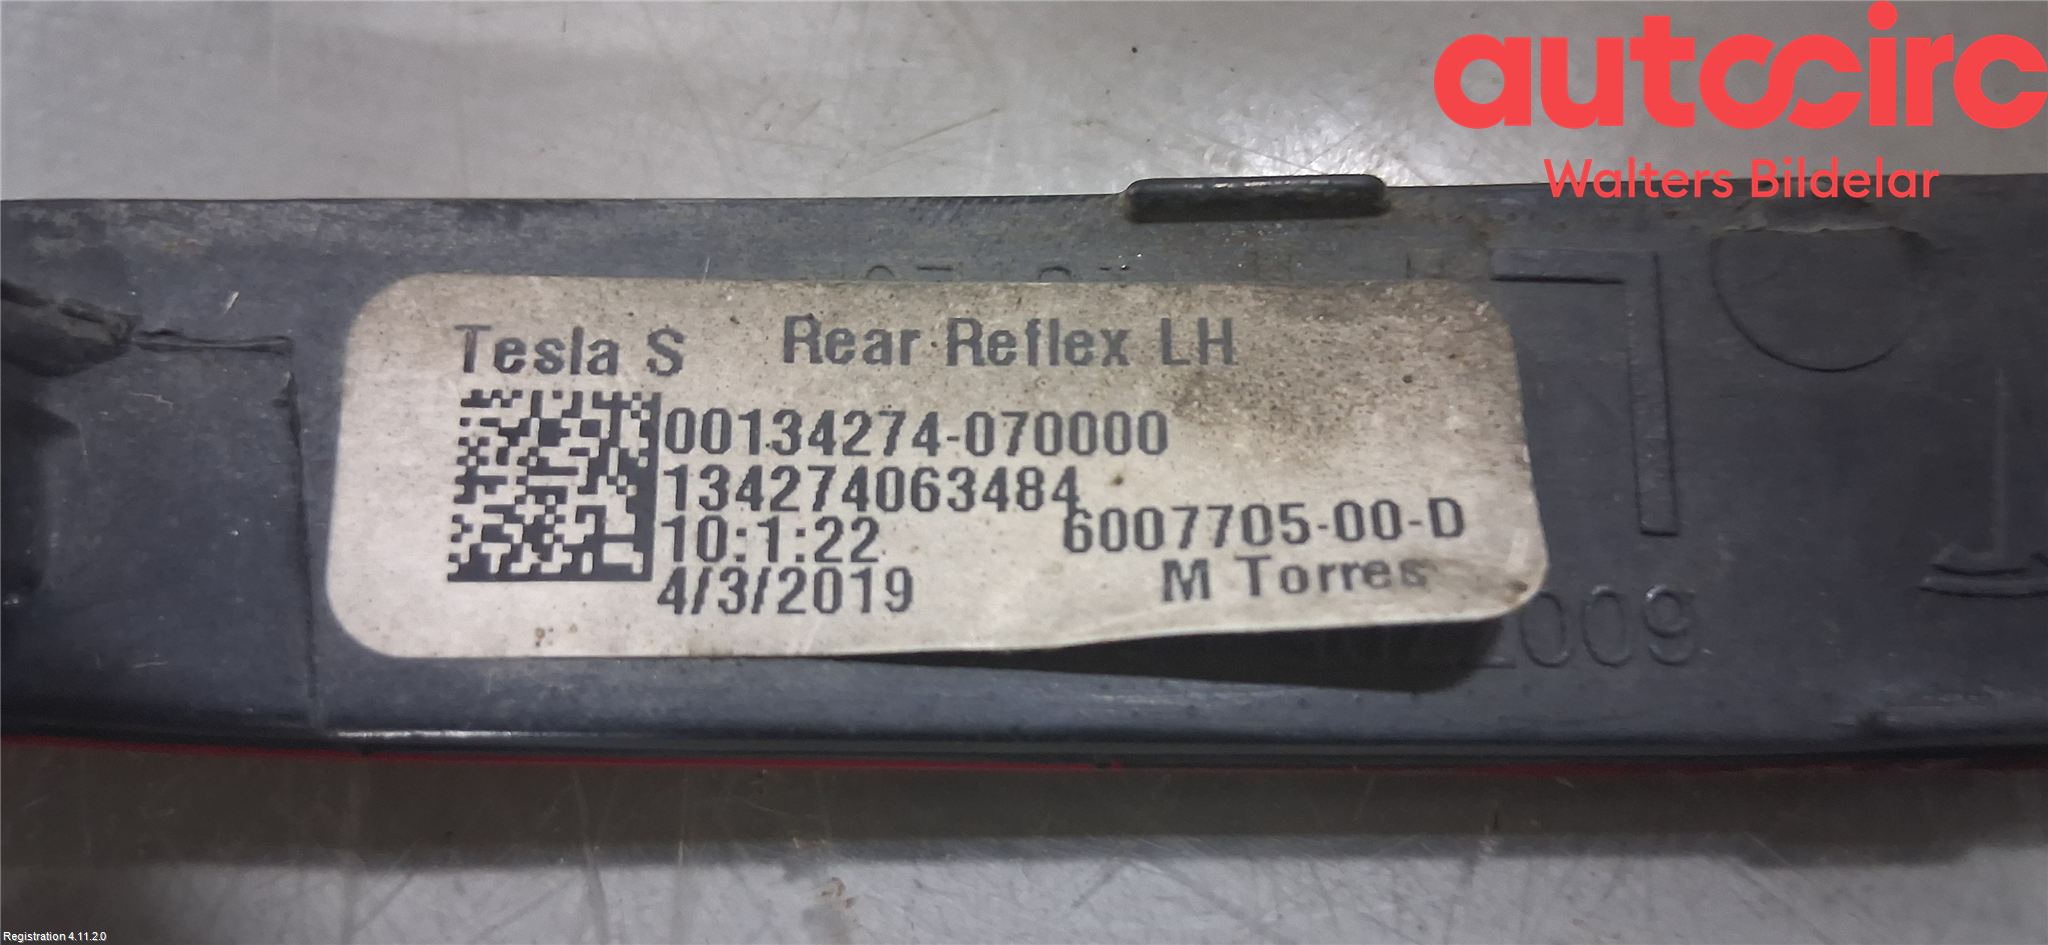 autocirc
Walters Bildelar
Tesla S Rear Reflex LH
00134274-070000
134274063484
10:1:22 6007705-00-D
4/3/2019 M Torres
L
Registration 4.11.2.0